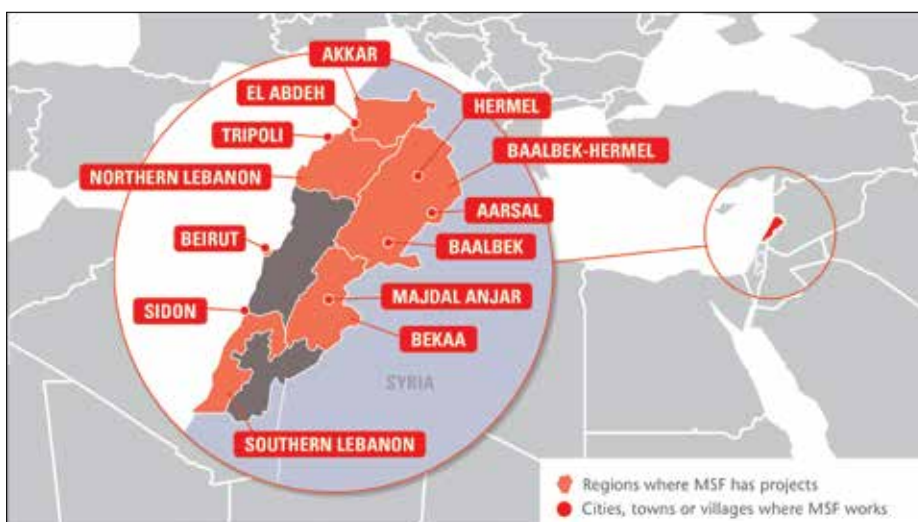 AKKAR
EL ABDEH
HERMEL
TRIPOLI
BAALBEK-HERMEL
NORTHERN LEBANON
AARSAL
BEIRUT
BAALBEK
MAJDAL ANJAR
SIDON
BEKAA
SYRIA
SOUTHERN LEBANON
Regions where MSF has projects
Cities, towns or villages where MSF works